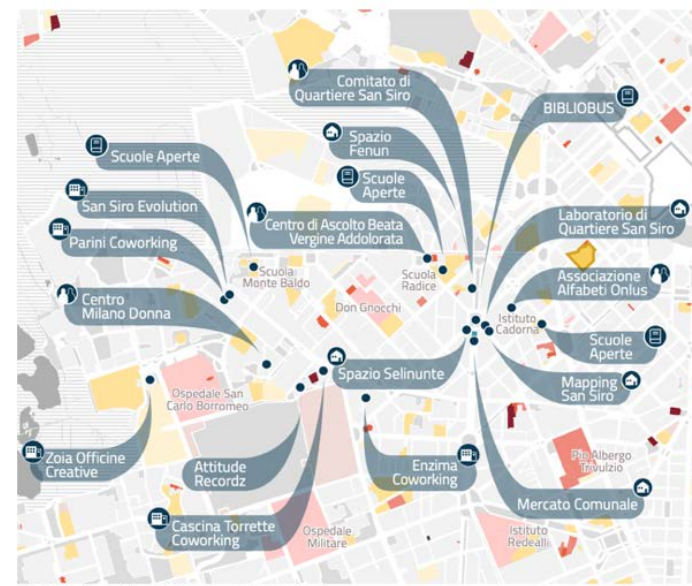 Comitato di
Quartiere San Siro
BIBLIOBUS
Spazio
Fenun
Scuole Aperte
Scuole
Aperte
San Siro Evolution
Laboratorio di
Quartiere San Siro
Centro di Ascolto Beata
Vergine Addolorata
Parini Coworking
Scuola
Monte Baldo
Scuola
Radice
Associazione
Alfabeti Onlus
Centro
Milano Donna
Don Gnocchi
Istituto
Cadorna
Scuole
Aperte
Spazio Selinunte
Mapping
San Siro
Ospedale San
Carlo Borromeo
Zoia Officine
Creative
Attitude
Recordz
Enzima
Coworking
Pio Albergo
Trivulzio
Mercato Comunale
Cascina Torrette
Coworking
Ospedale
Militare
Istituto
Redealli